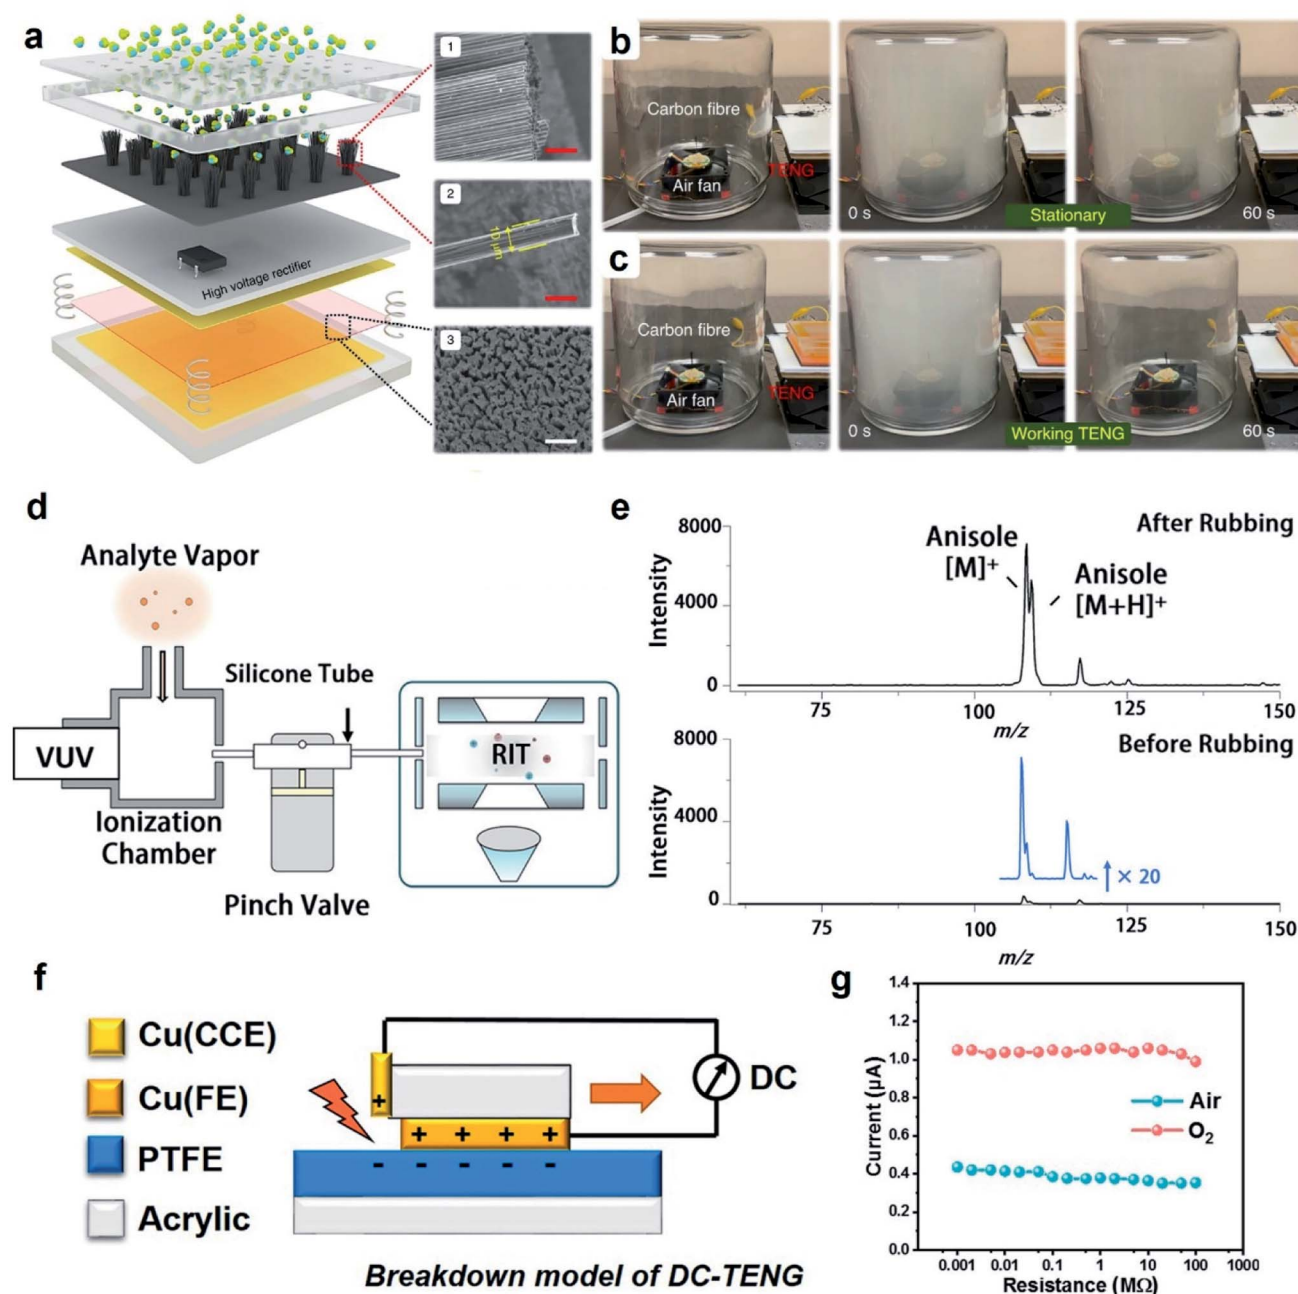 a
1
2
10 µm
3
High voltage rectifier
b
Carbon fibre
TENG
Air fan
0 s
Stationary
60 s
c
Carbon fibre
TENG
Air fan
0 s
Working TENG
60 s
d
Analyte Vapor
Silicone Tube
VUV
RIT
Ionization
Chamber
Pinch Valve
e
8000
After Rubbing
Anisole
[M]+
Anisole
[M+H]+
Intensity
4000
0
75
100
125
150
m/z
8000
Before Rubbing
Intensity
4000
× 20
0
75
100
125
150
m/z
f
Cu(CCE)
Cu(FE)
PTFE
Acrylic
+
+ + + +
- - - - -
DC
Breakdown model of DC-TENG
g
1.4
1.2
1.0
0.8
0.6
0.4
0.2
0.0
Current (µA)
Air
O2
0.001
0.01
0.1
1
10
100
1000
Resistance (MΩ)